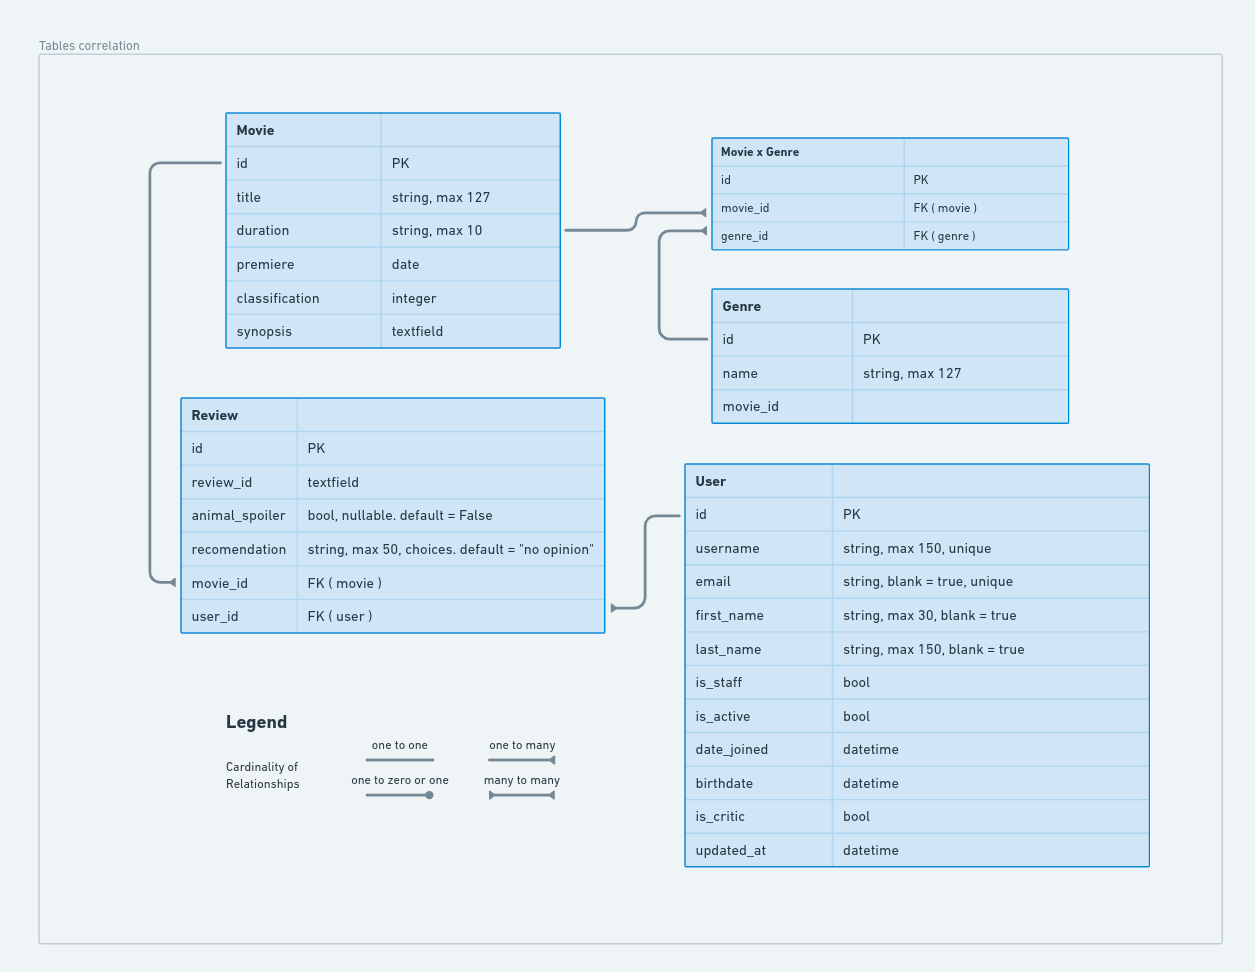 Tables correlation
Movie
id PK
title string, max 127
duration string, max 10
premiere date
classification integer
synopsis textfield
Movie x Genre
id PK
movie_id FK ( movie )
genre_id FK ( genre )
Genre
id PK
name string, max 127
movie_id
Review
id PK
review_id textfield
animal_spoiler bool, nullable. default = False
recomendation string, max 50, choices. default = "no opinion"
movie_id FK ( movie )
user_id FK ( user )
User
id PK
username string, max 150, unique
email string, blank = true, unique
first_name string, max 30, blank = true
last_name string, max 150, blank = true
is_staff bool
is_active bool
date_joined datetime
birthdate datetime
is_critic bool
updated_at datetime
Legend
Cardinality of
Relationships
one to one
one to many
one to zero or one
many to many